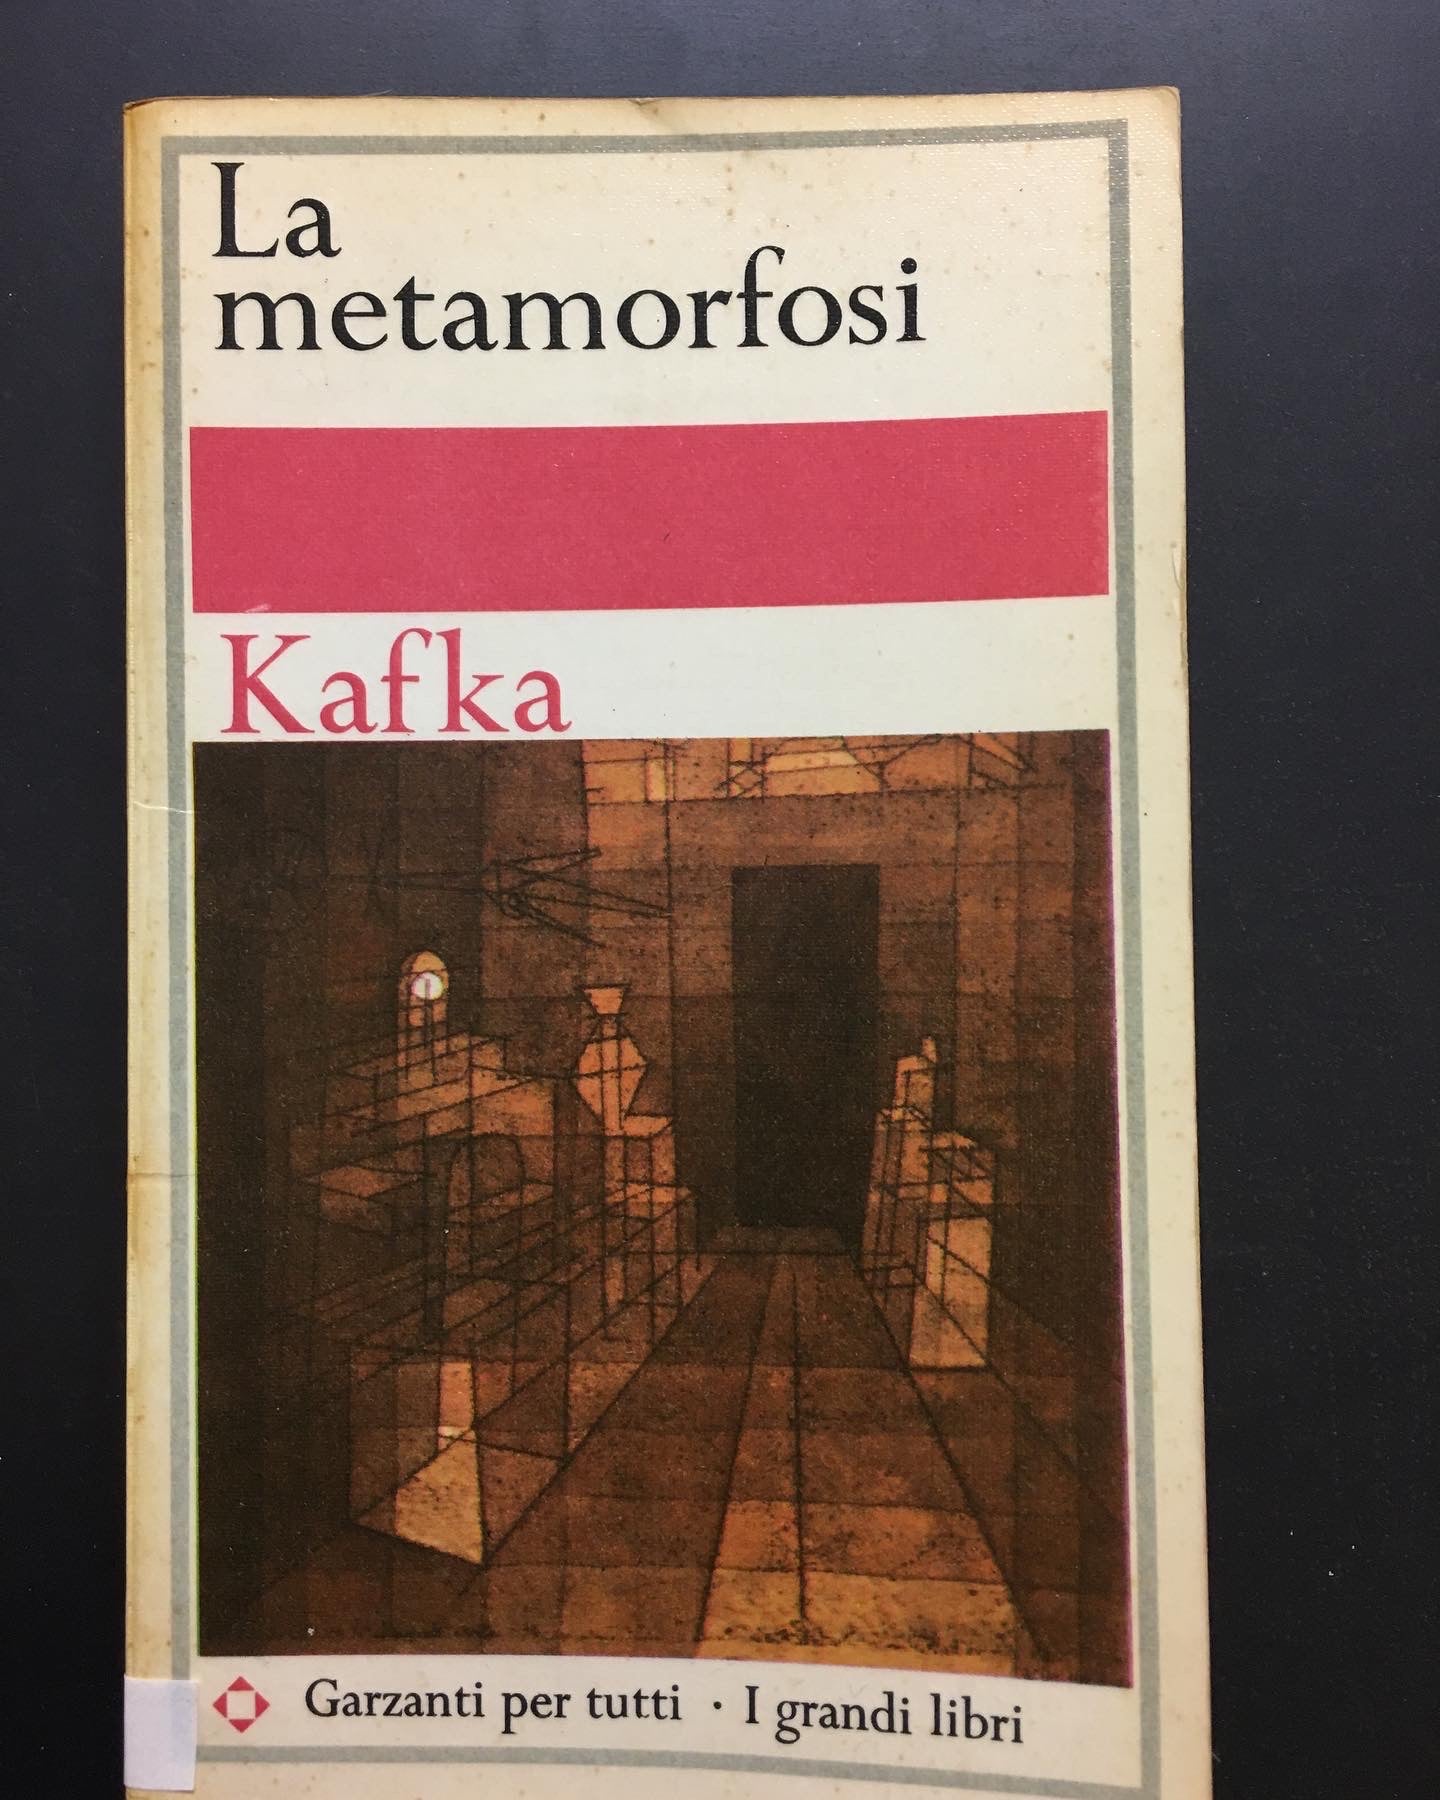 La
metamorfosi
Kafka
Garzanti per tutti · I grandi libri